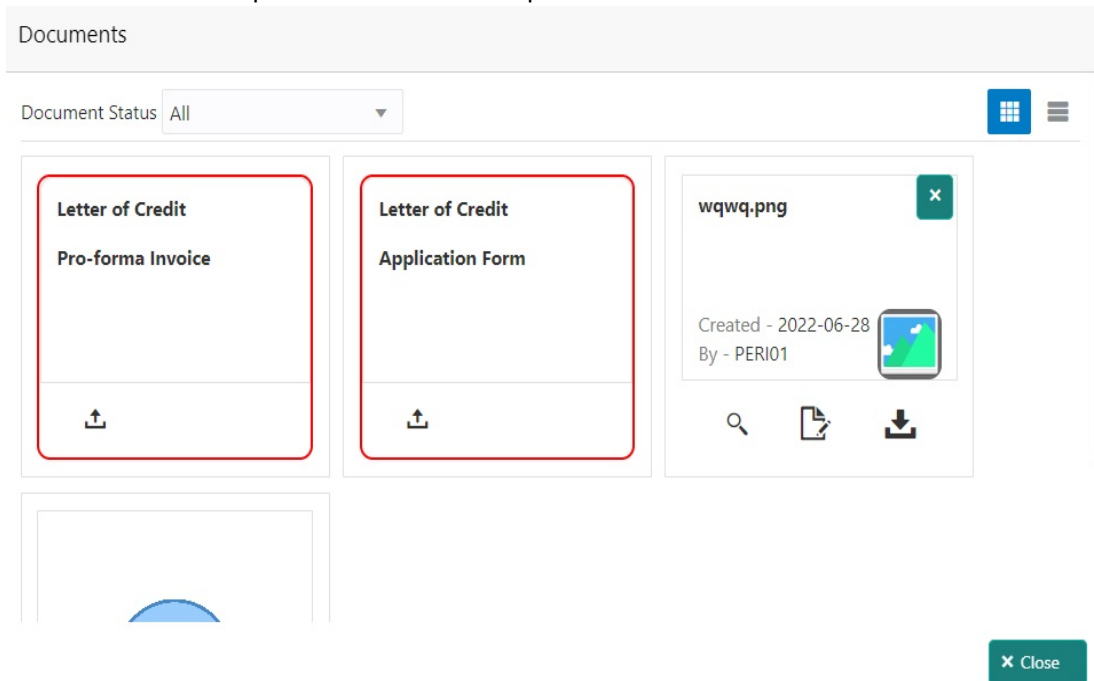 Documents
Document Status All
Letter of Credit
Pro-forma Invoice
Letter of Credit
Application Form
wqwq.png
Created - 2022-06-28
By - PERI01
Close